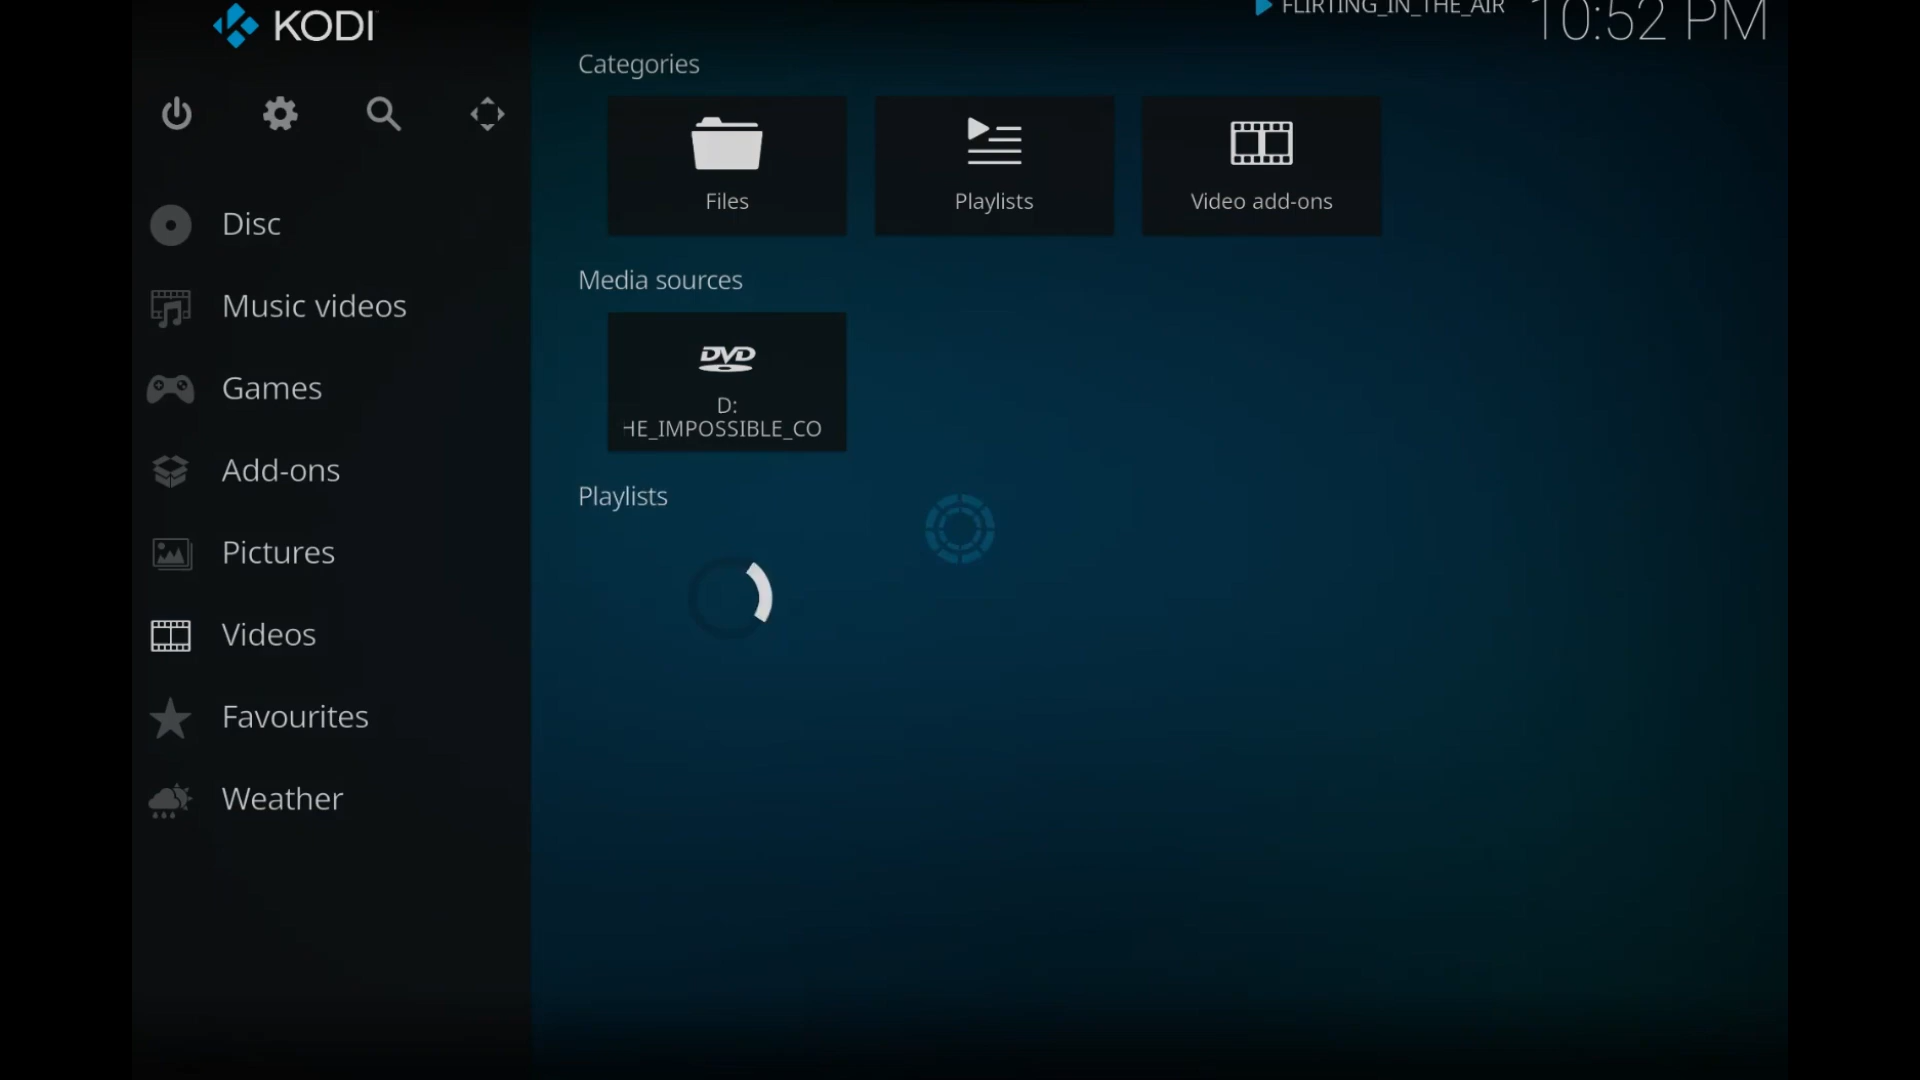 KODI
FLIRTING_IN_THE_AIR
10:52 PM
Categories
Files
Playlists
Video add-ons
Disc
Music videos
Games
Add-ons
Pictures
Videos
Favourites
Weather
Media sources
DVD
D:
HE_IMPOSSIBLE_CO
Playlists